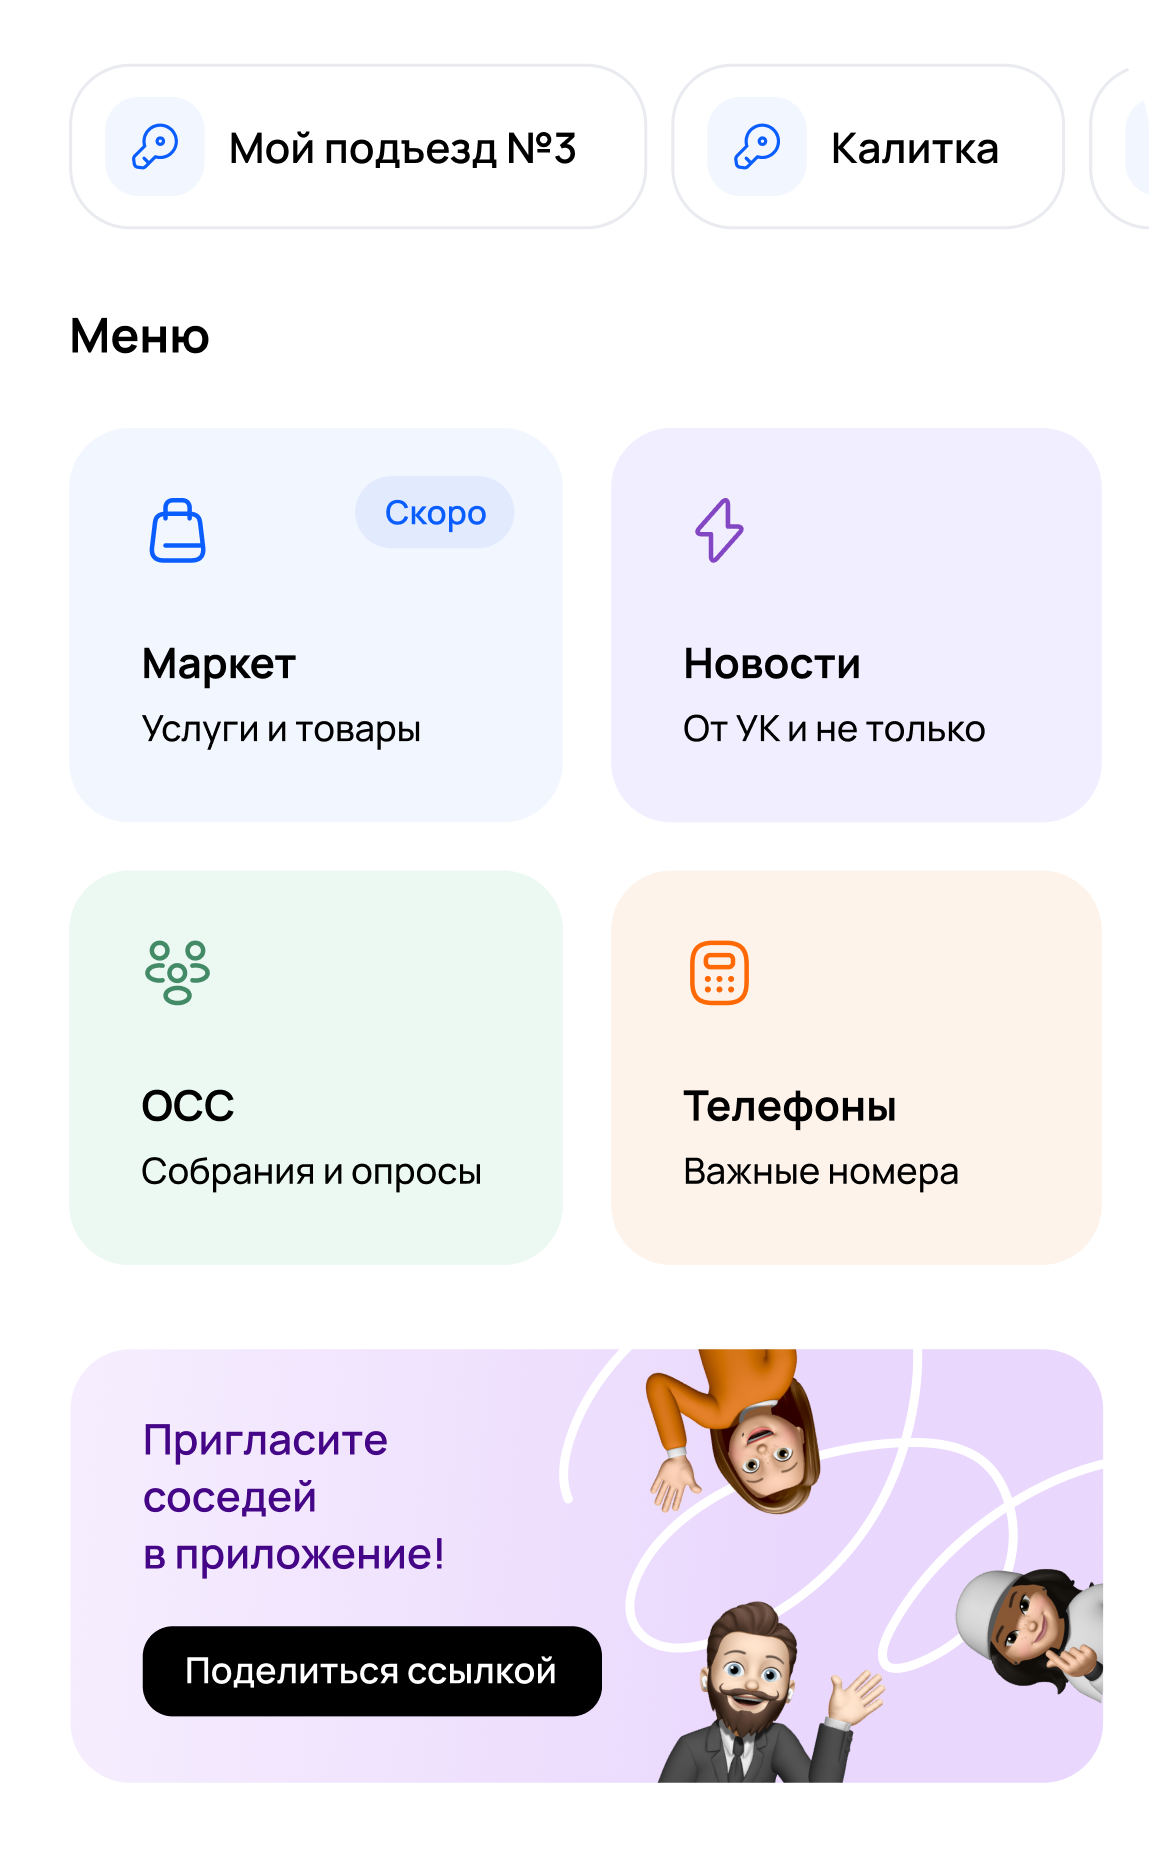 Мой подъезд №3
Калитка
Меню
Скоро
Маркет
Услуги и товары
Новости
От УК и не только
ОСС
Собрания и опросы
Телефоны
Важные номера
Пригласите
соседей
в приложение!
Поделиться ссылкой